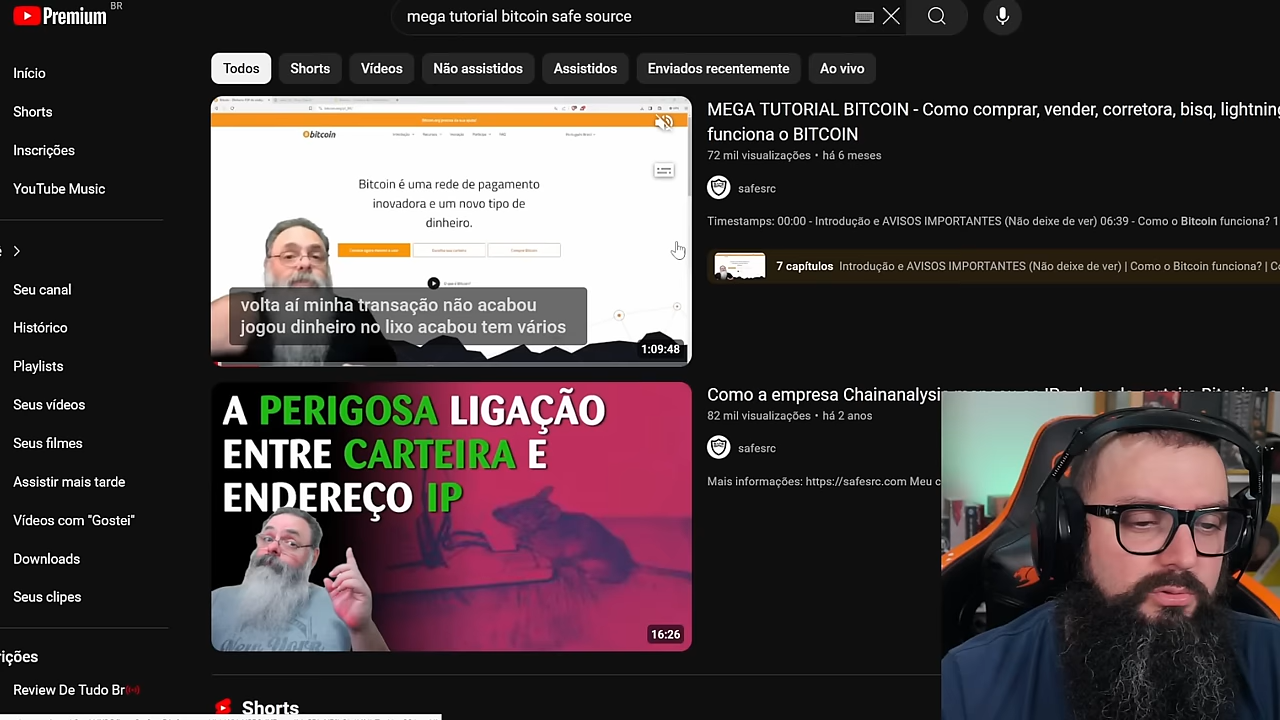 Premium BR
mega tutorial bitcoin safe source
Início
Shorts
Inscrições
YouTube Music
Seu canal
Histórico
Playlists
Seus vídeos
Seus filmes
Assistir mais tarde
Vídeos com "Gostei"
Downloads
Seus clipes
rições
Review De Tudo Br
Todos
Shorts
Vídeos
Não assistidos
Assistidos
Enviados recentemente
Ao vivo
bitcoin
Bitcoin é uma rede de pagamento
inovadora e um novo tipo de
dinheiro.
volta aí minha transação não acabou
jogou dinheiro no lixo acabou tem vários
1:09:48
MEGA TUTORIAL BITCOIN - Como comprar, vender, corretora, bisq, lightning
funciona o BITCOIN
72 mil visualizações • há 6 meses
safesrc
Timestamps: 00:00 - Introdução e AVISOS IMPORTANTES (Não deixe de ver) 06:39 - Como o Bitcoin funciona? 1
7 capítulos Introdução e AVISOS IMPORTANTES (Não deixe de ver) | Como o Bitcoin funciona? | Co
A PERIGOSA LIGAÇÃO
ENTRE CARTEIRA E
ENDEREÇO IP
16:26
Como a empresa Chainanalysi
82 mil visualizações • há 2 anos
safesrc
Mais informações: https://safesrc.com Meu c
Shorts